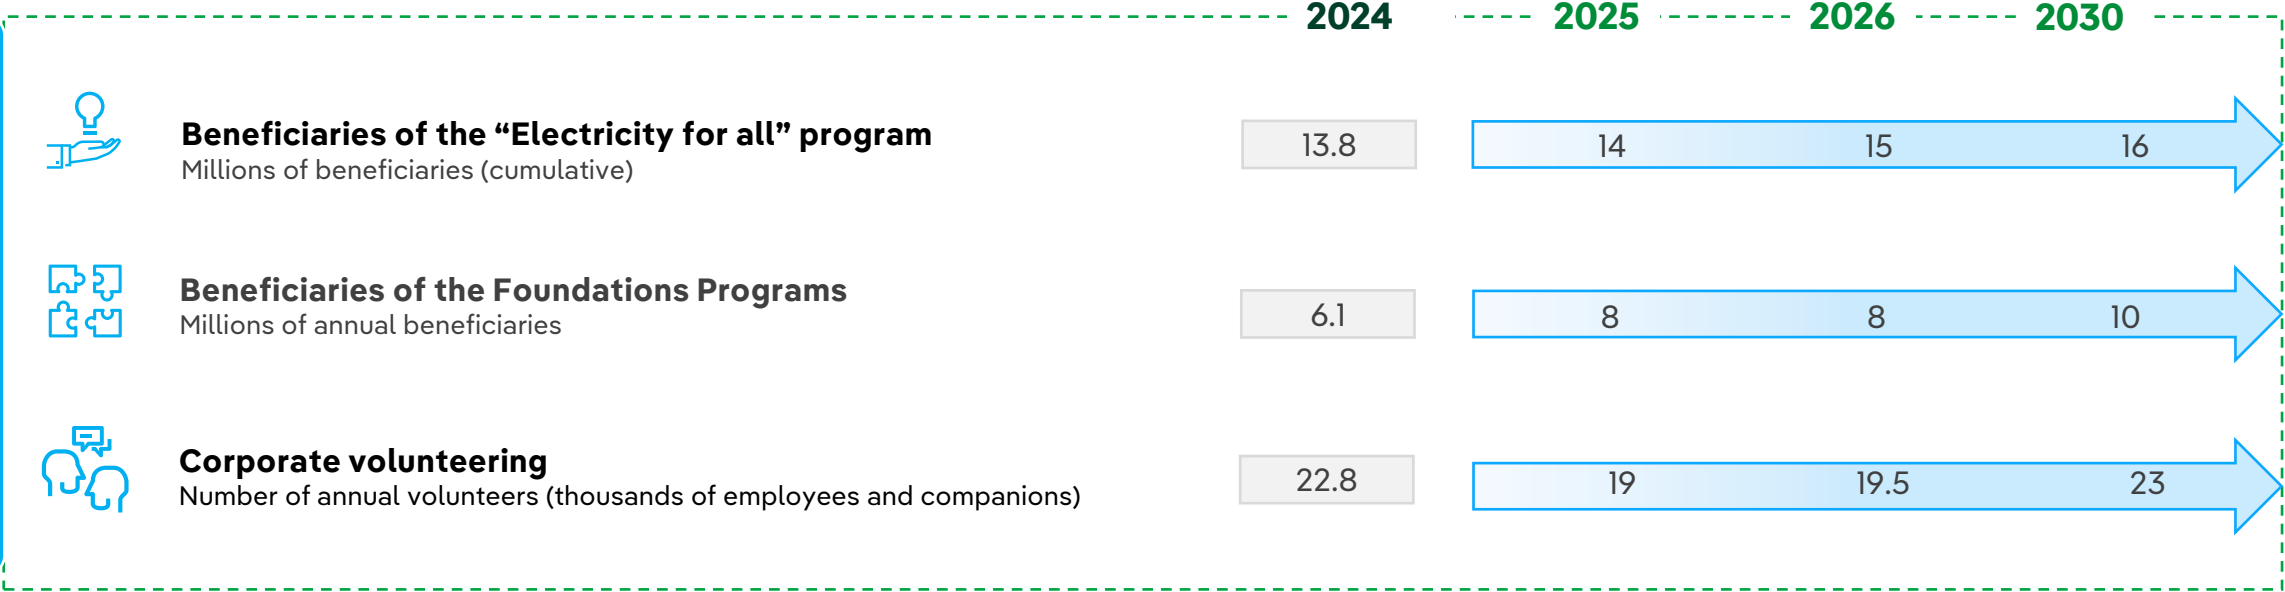 2024 2025 2026 2030
Beneficiaries of the “Electricity for all” program
Millions of beneficiaries (cumulative)
13.8 14 15 16
Beneficiaries of the Foundations Programs
Millions of annual beneficiaries
6.1 8 8 10
Corporate volunteering
Number of annual volunteers (thousands of employees and companions)
22.8 19 19.5 23